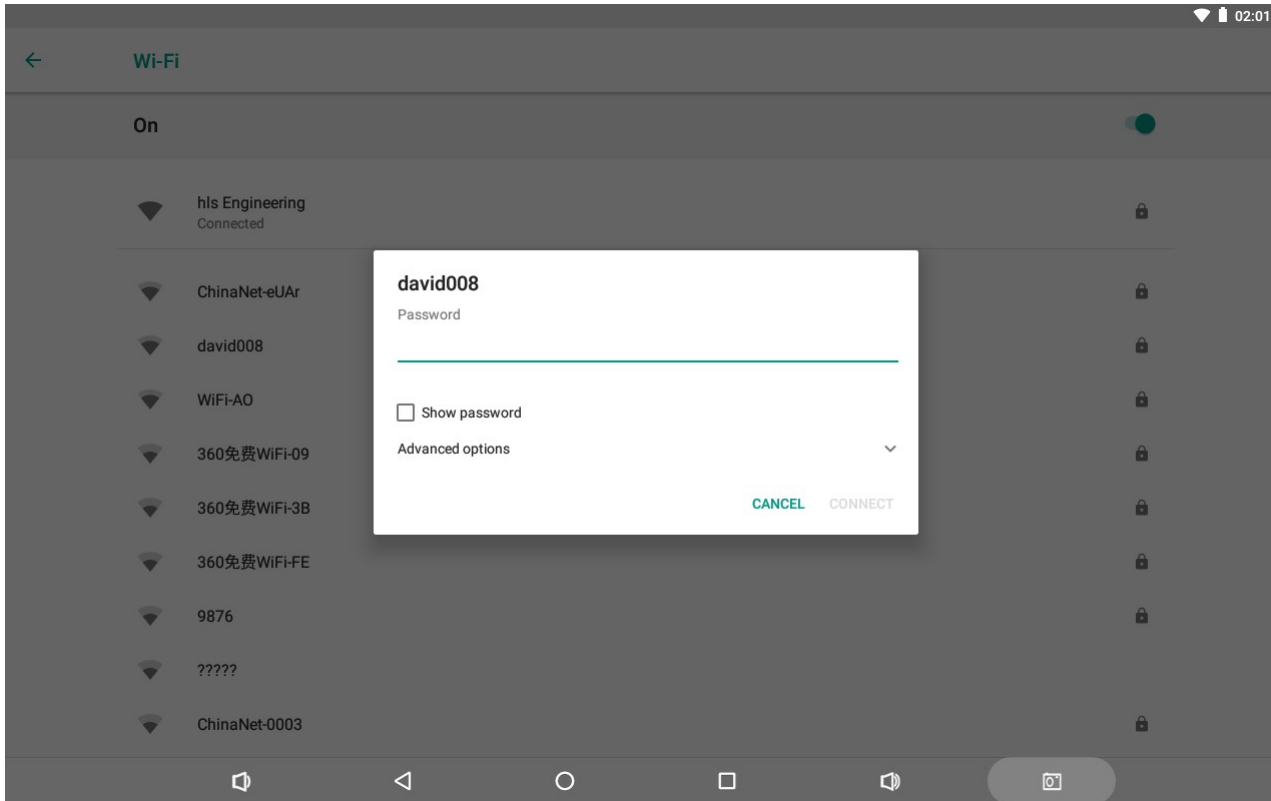 02:01
Wi-Fi
On
hls Engineering
Connected
ChinaNet-eUAr
david008
WiFi-AO
360免费WiFi-09
360免费WiFi-3B
360免费WiFi-FE
9876
?????
ChinaNet-0003
david008
Password
Show password
Advanced options
CANCEL CONNECT